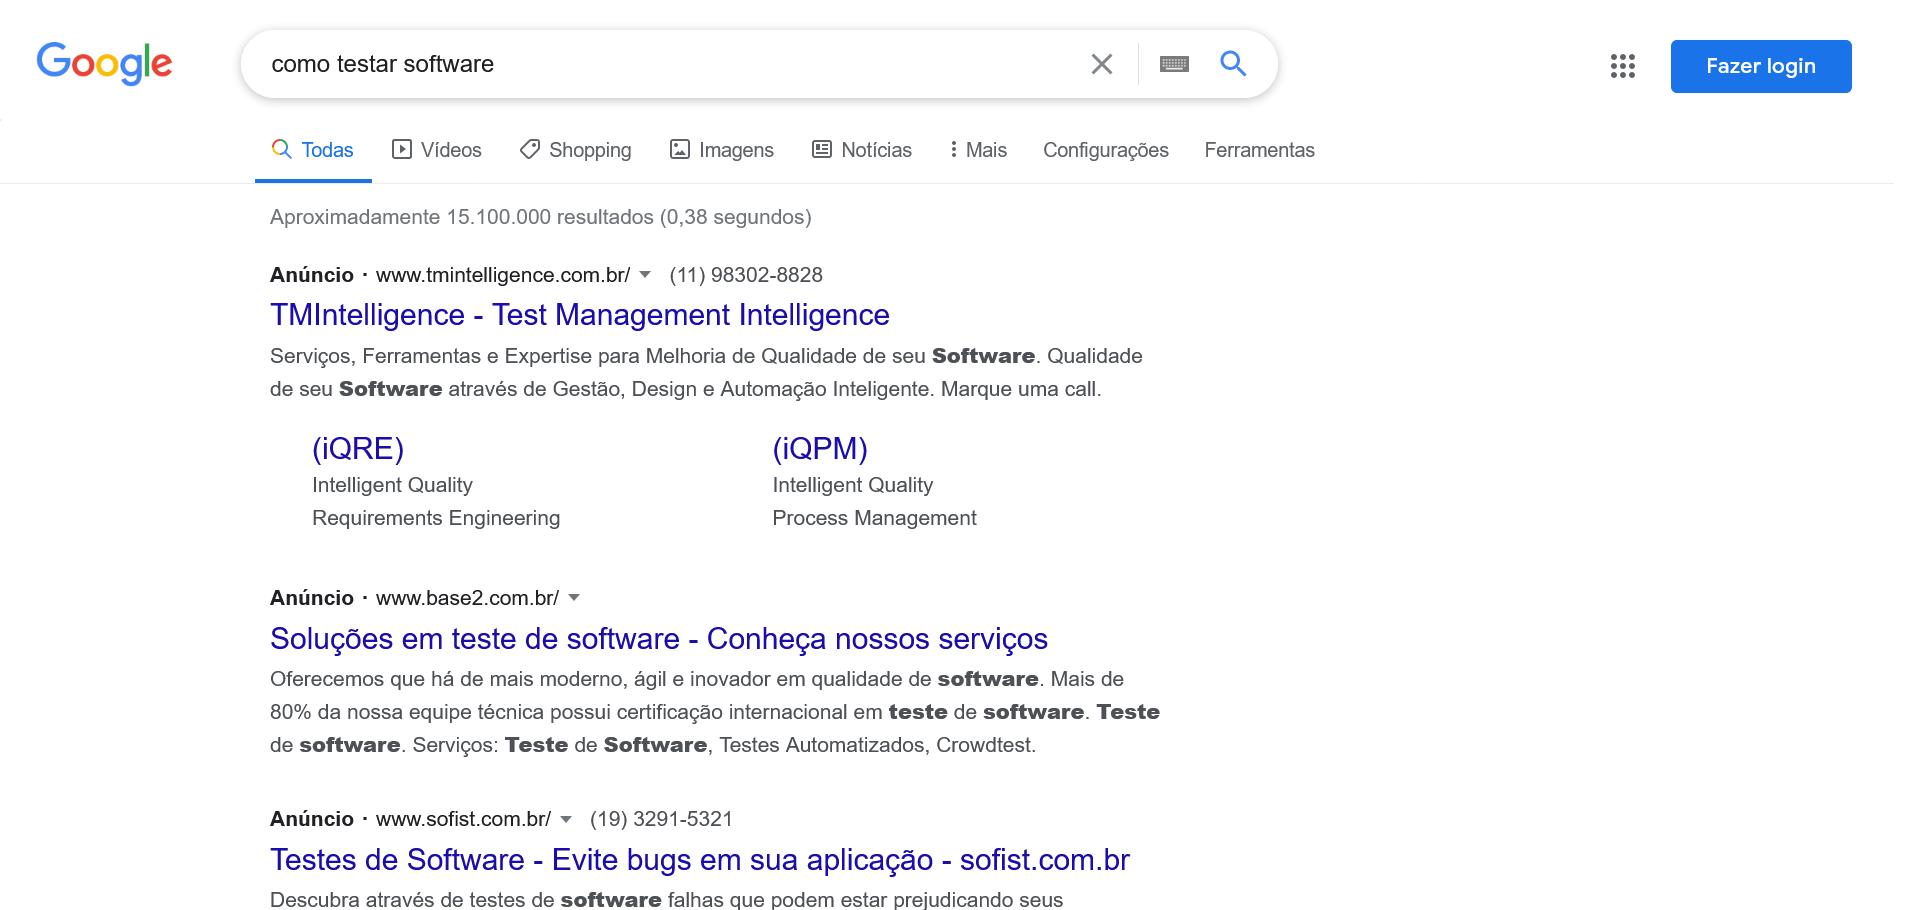 Google
como testar software
Fazer login
Todas Vídeos Shopping Imagens Notícias Mais Configurações Ferramentas
Aproximadamente 15.100.000 resultados (0,38 segundos)
Anúncio · www.tmintelligence.com.br/ (11) 98302-8828
TMIntelligence - Test Management Intelligence
Serviços, Ferramentas e Expertise para Melhoria de Qualidade de seu Software. Qualidade
de seu Software através de Gestão, Design e Automação Inteligente. Marque uma call.
(iQRE)
Intelligent Quality
Requirements Engineering
(iQPM)
Intelligent Quality
Process Management
Anúncio · www.base2.com.br/
Soluções em teste de software - Conheça nossos serviços
Oferecemos que há de mais moderno, ágil e inovador em qualidade de software. Mais de
80% da nossa equipe técnica possui certificação internacional em teste de software. Teste
de software. Serviços: Teste de Software, Testes Automatizados, Crowdtest.
Anúncio · www.sofist.com.br/ (19) 3291-5321
Testes de Software - Evite bugs em sua aplicação - sofist.com.br
Descubra através de testes de software falhas que podem estar prejudicando seus